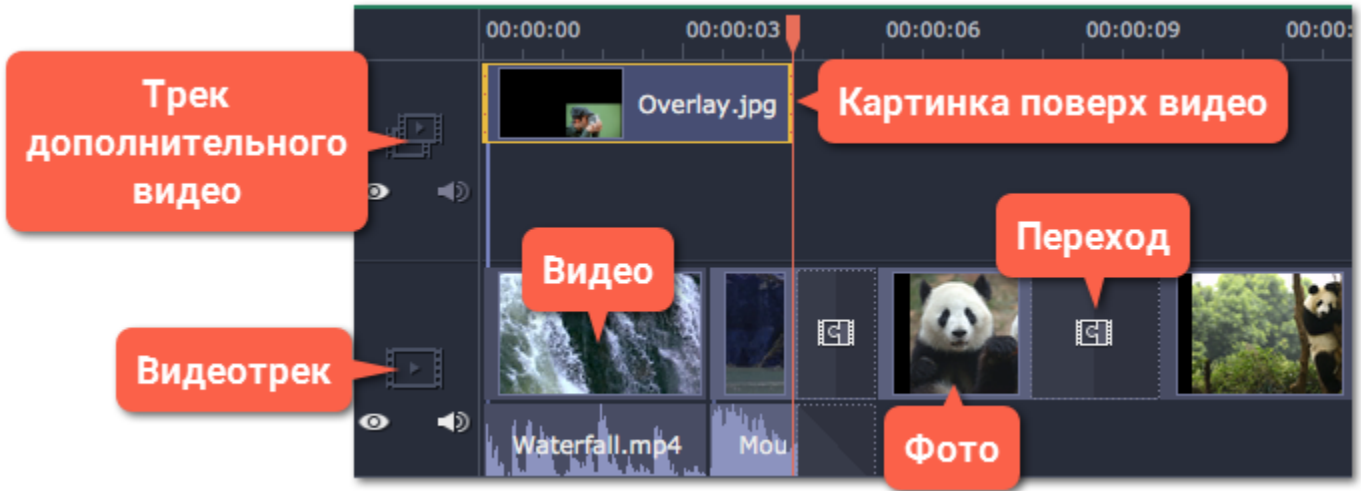 00:00:00 00:00:03 00:00:06 00:00:09 00:00:
Трек
дополнительного
видео
Overlay.jpg
Картинка поверх видео
Переход
Видео
Видеотрек
Waterfall.mp4
Mou
Фото